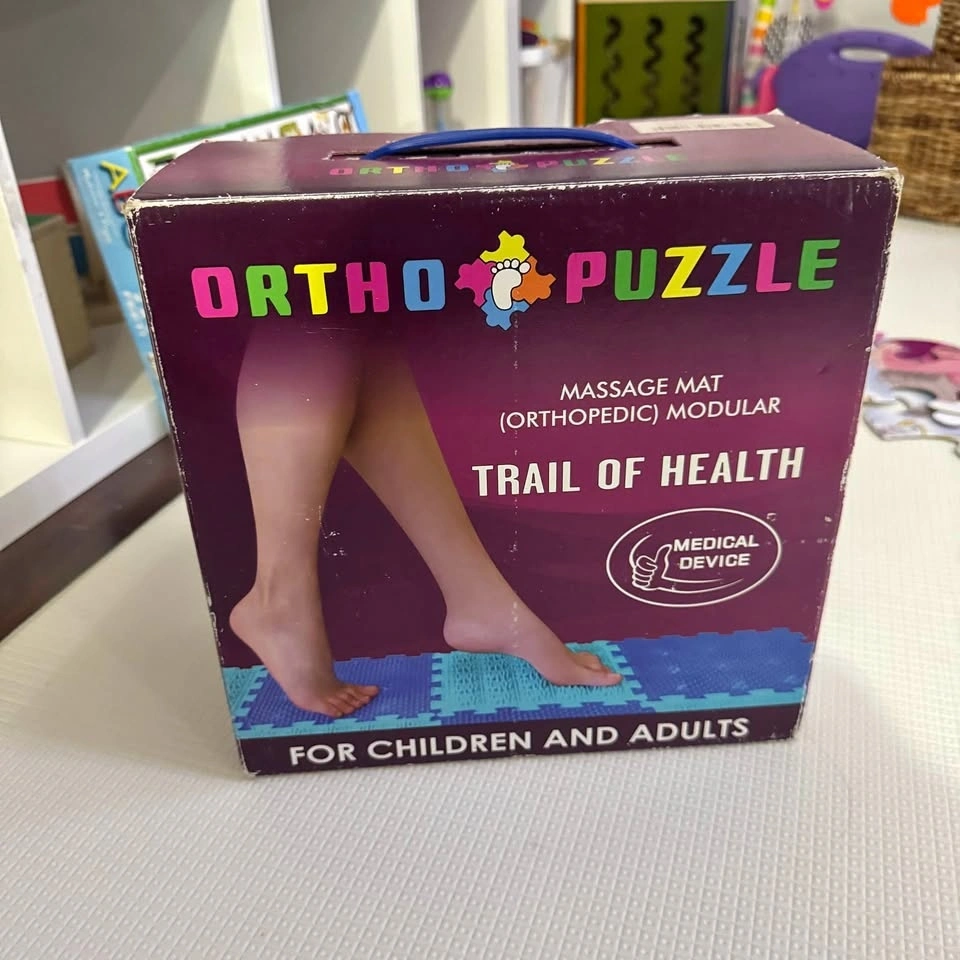 ORTHO PUZZLE
ORTHO PUZZLE
MASSAGE MAT
(ORTHOPEDIC) MODULAR
TRAIL OF HEALTH
MEDICAL
DEVICE
FOR CHILDREN AND ADULTS